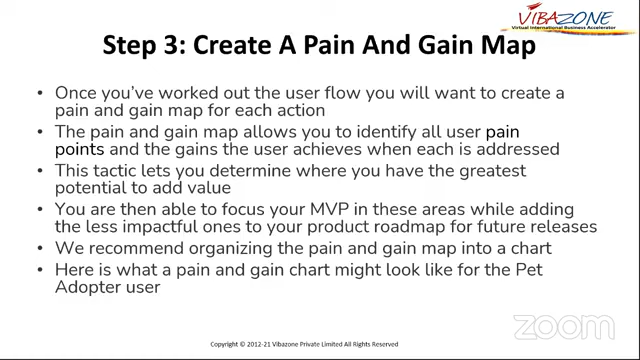 VIBAZONE
Virtual International Business Accelerator
Step 3: Create A Pain And Gain Map
• Once you've worked out the user flow you will want to create a
pain and gain map for each action
• The pain and gain map allows you to identify all user pain
points and the gains the user achieves when each is addressed
• This tactic lets you determine where you have the greatest
potential to add value
• You are then able to focus your MVP in these areas while adding
the less impactful ones to your product roadmap for future releases
• We recommend organizing the pain and gain map into a chart
• Here is what a pain and gain chart might look like for the Pet
Adopter user
Copyright © 2012-21 Vibazone Private Limited All Rights Reserved
zoom